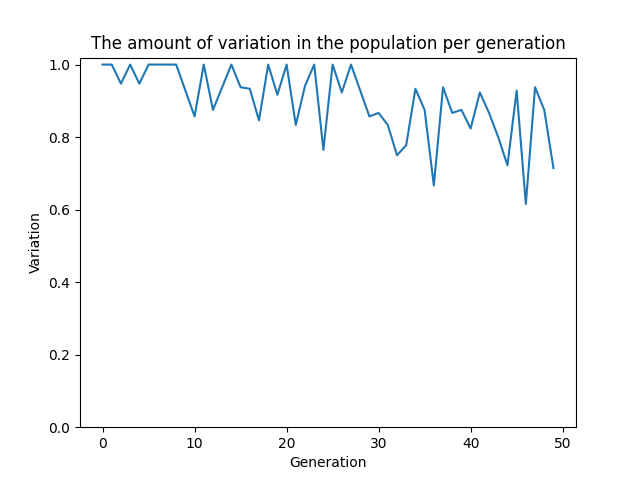 The amount of variation in the population per generation
1.0
0.8
0.6
0.4
0.2
0.0
Variation
0 10 20 30 40 50
Generation